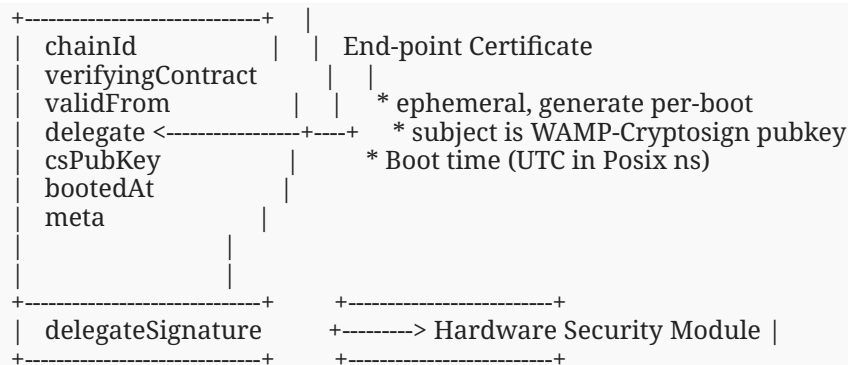 +------------------------------+ |
| chainId | | End-point Certificate
| verifyingContract | |
| validFrom | | * ephemeral, generate per-boot
| delegate <-----------------+----+ * subject is WAMP-Cryptosign pubkey
| csPubKey | * Boot time (UTC in Posix ns)
| bootedAt |
| meta |
| |
| |
+------------------------------+ +--------------------------+
| delegateSignature +---------> Hardware Security Module |
+------------------------------+ +--------------------------+